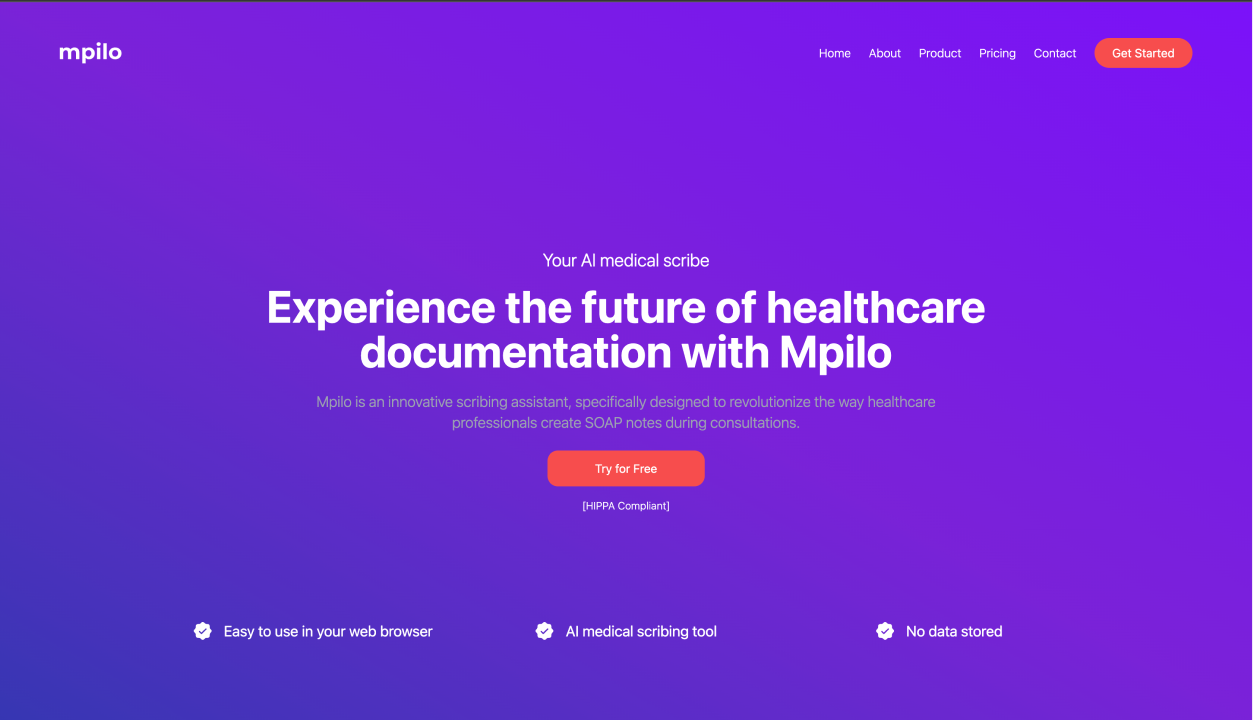 mpilo
Home About Product Pricing Contact Get Started
Your AI medical scribe
Experience the future of healthcare
documentation with Mpilo
Mpilo is an innovative scribing assistant, specifically designed to revolutionize the way healthcare
professionals create SOAP notes during consultations.
Try for Free
[HIPPA Compliant]
Easy to use in your web browser
AI medical scribing tool
No data stored